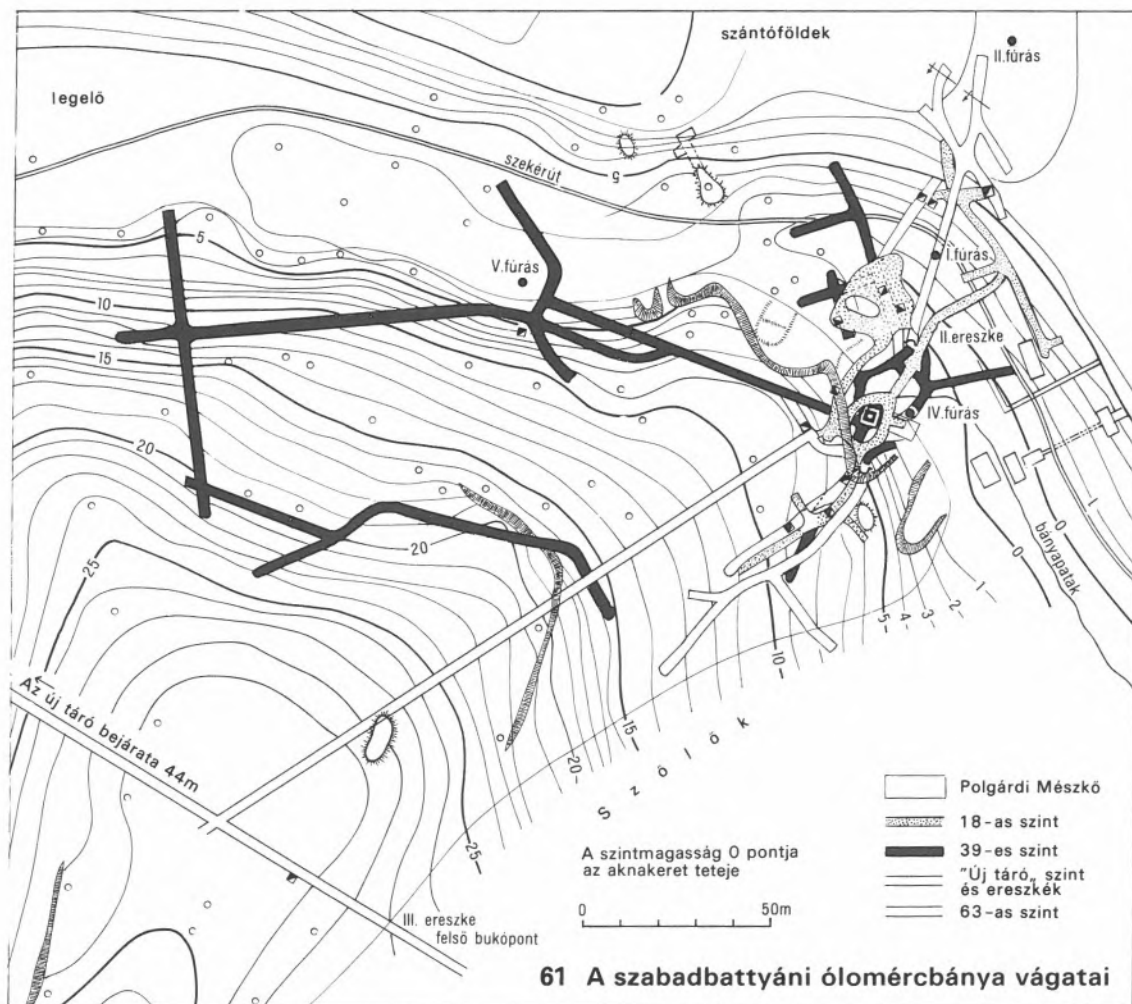 szántóföldek
II.fúrás
legelő
szekérút
5
5
I.fúrás
V.fúrás
10
15
II.ereszke
IV.fúrás
20
20
25
0
0
1
bányapatak
1-
2-
3-
4-
5-
10-
15-
20-
25-
Szőlők
Az új táró bejárata 44m
III. ereszke
felső bukópont
A szintmagasság 0 pontja
az aknakeret teteje
0 50m
Polgárdi Mészkő
18-as szint
39-es szint
"Új táró„ szint
és ereszkék
63-as szint
61 A szabadbattyáni ólomércbánya vágatai